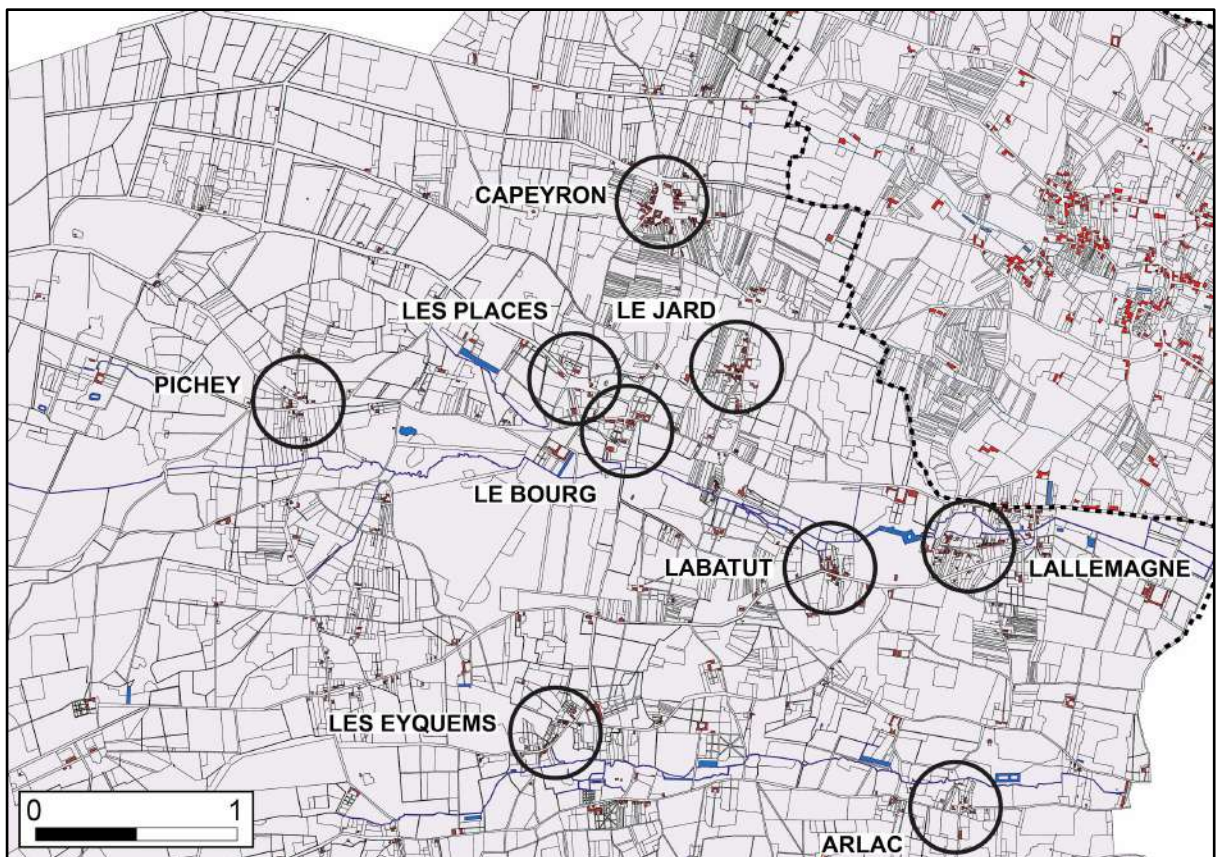 CAPEYRON
LES PLACES
LE JARD
PICHEY
LE BOURG
LABATUT
LALLEMAGNE
LES EYQUEMS
0 1
ARLAC